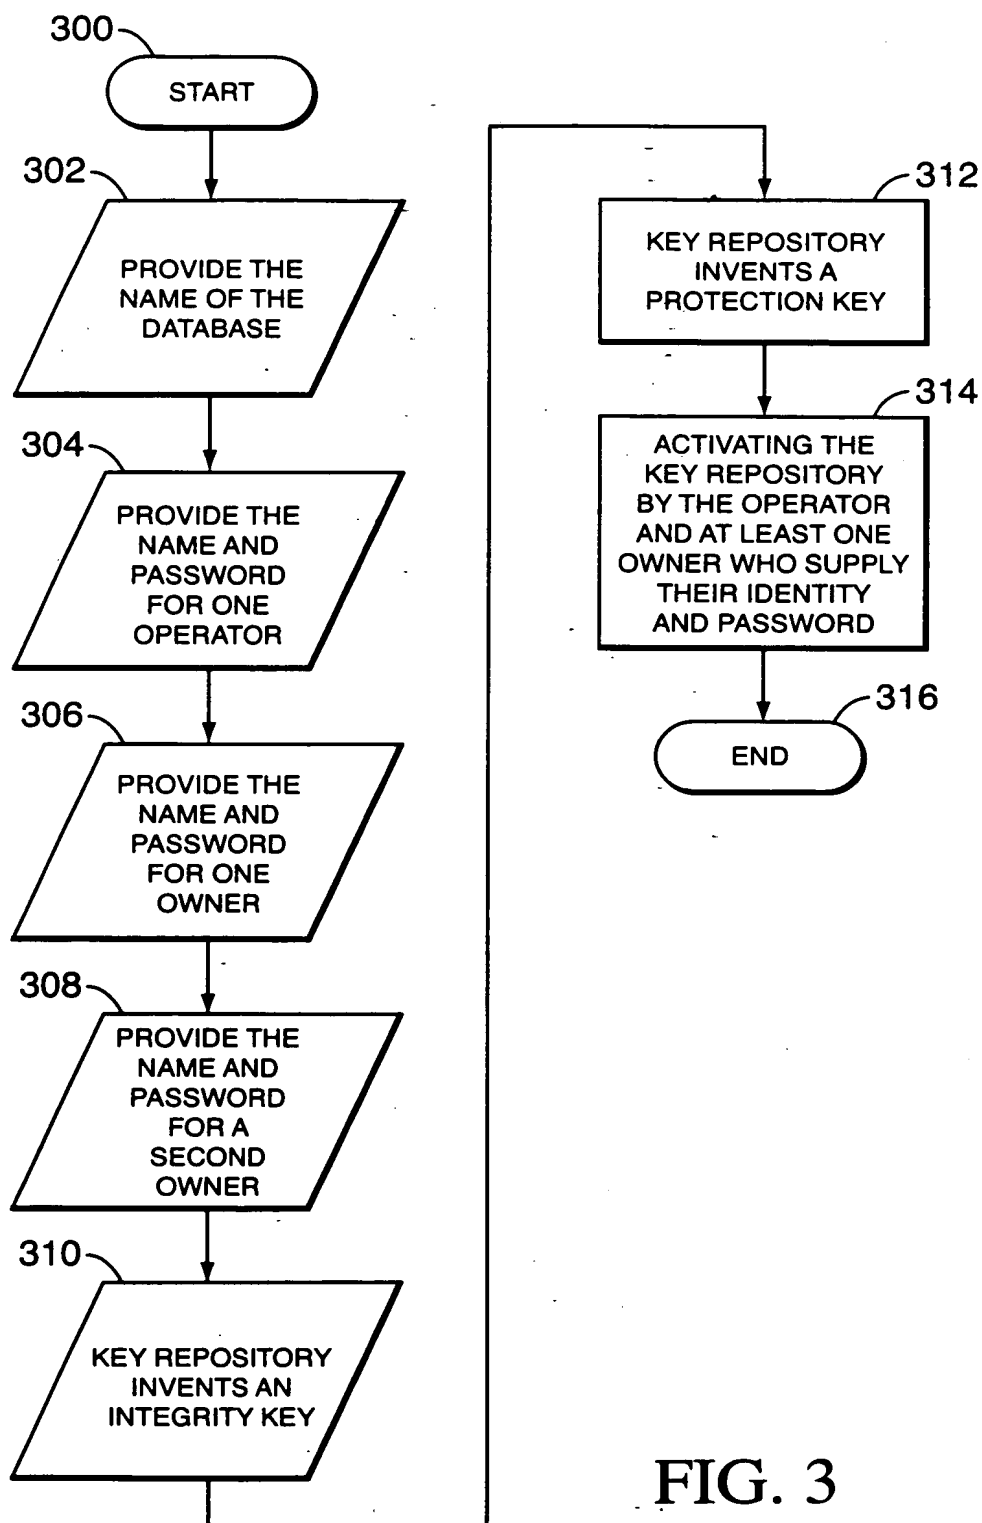 300
START
302
PROVIDE THE
NAME OF THE
DATABASE
304
PROVIDE THE
NAME AND
PASSWORD
FOR ONE
OPERATOR
306
PROVIDE THE
NAME AND
PASSWORD
FOR ONE
OWNER
308
PROVIDE THE
NAME AND
PASSWORD
FOR A
SECOND
OWNER
310
KEY REPOSITORY
INVENTS AN
INTEGRITY KEY
312
KEY REPOSITORY
INVENTS A
PROTECTION KEY
314
ACTIVATING THE
KEY REPOSITORY
BY THE OPERATOR
AND AT LEAST ONE
OWNER WHO SUPPLY
THEIR IDENTITY
AND PASSWORD
316
END
FIG. 3